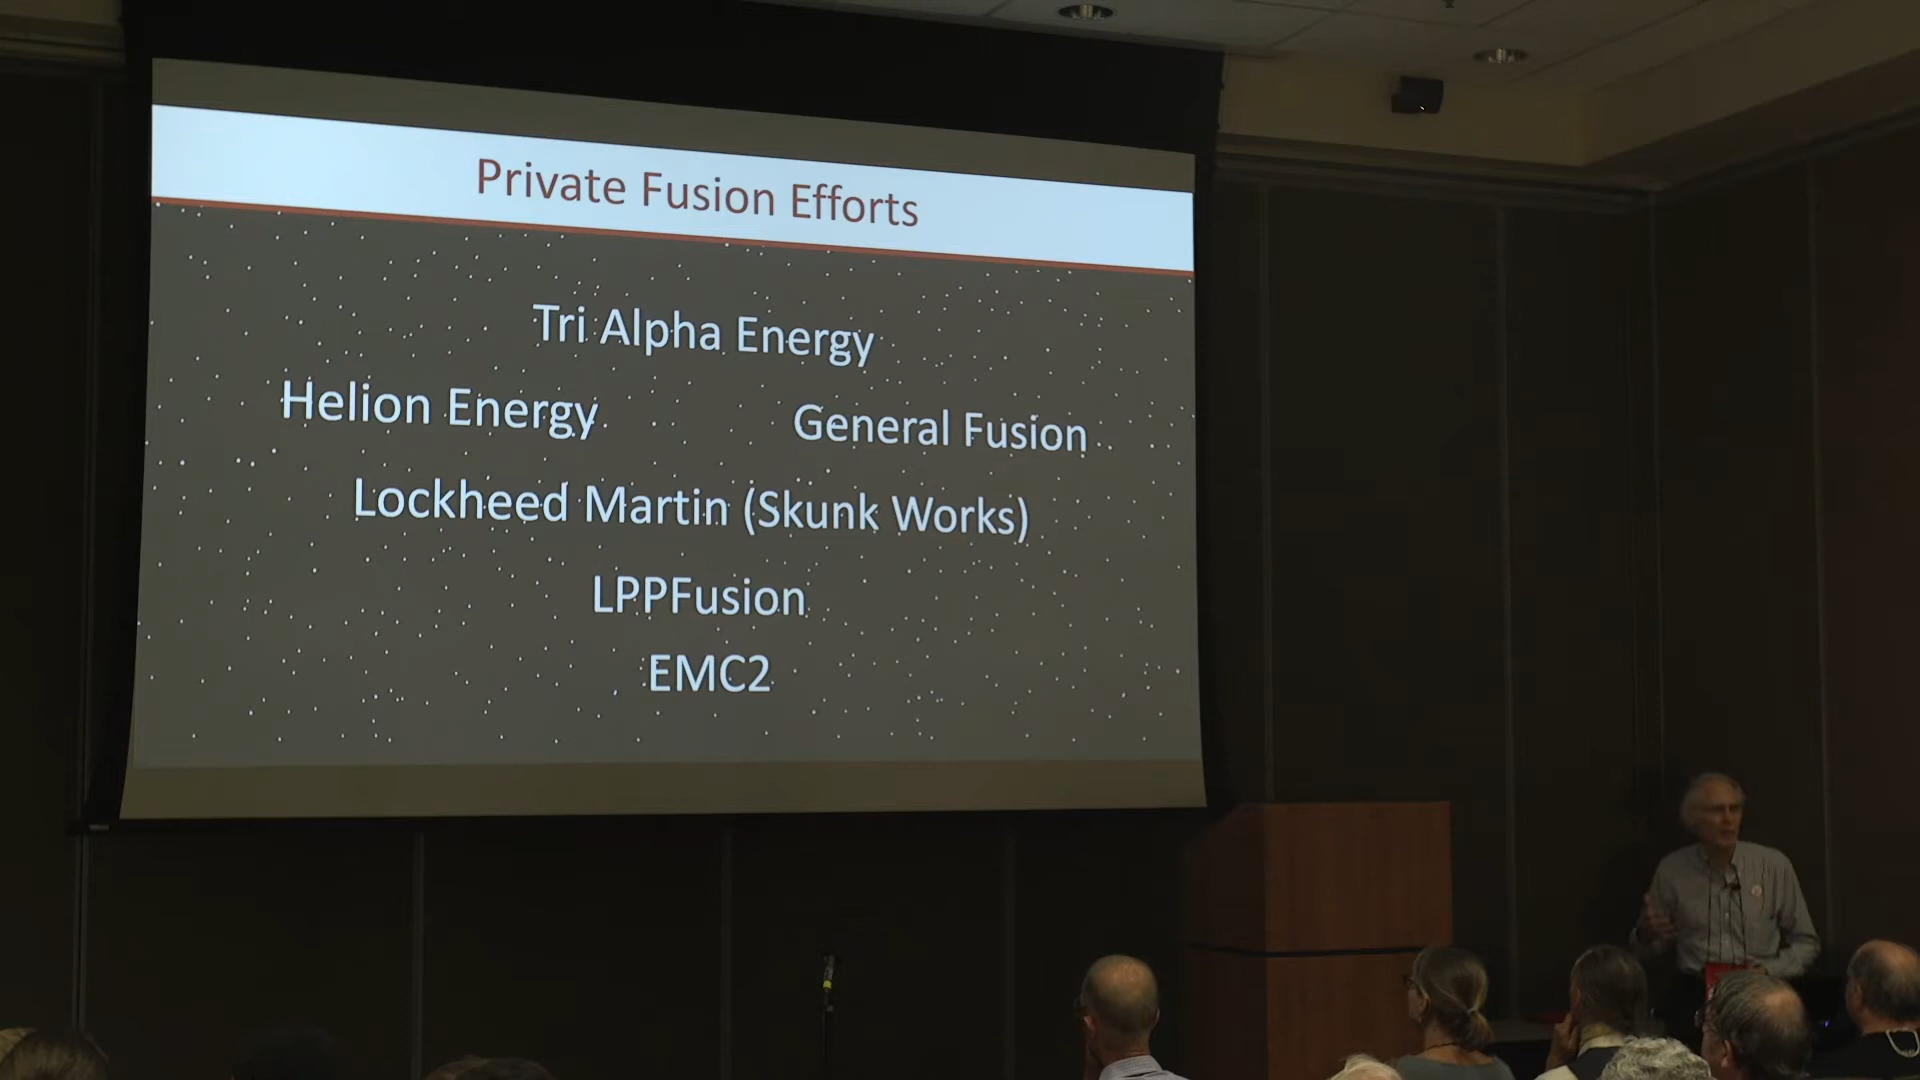 Private Fusion Efforts
Tri Alpha Energy
Helion Energy
General Fusion
Lockheed Martin (Skunk Works)
LPPFusion
EMC2